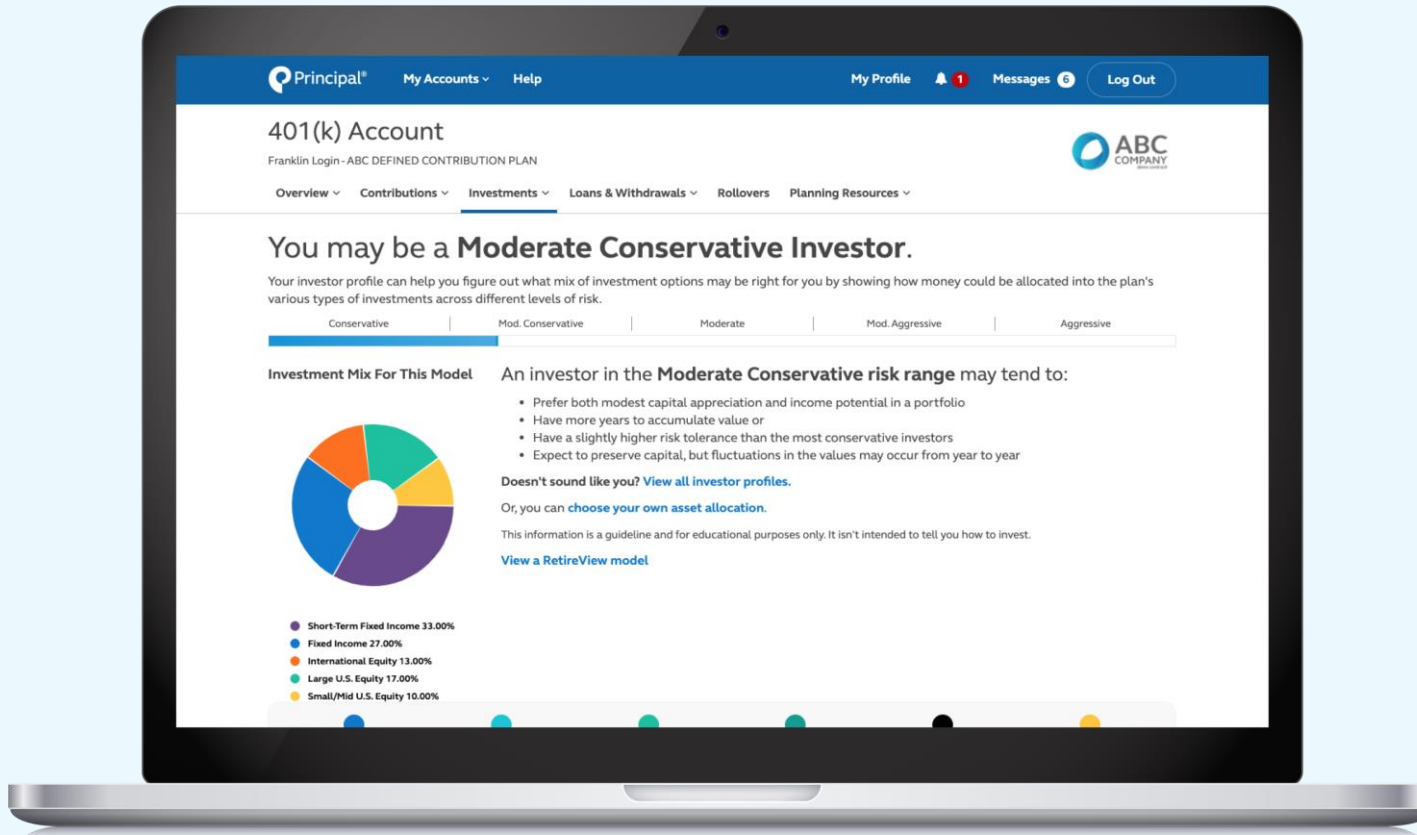 Principal® My Accounts Help My Profile 1 Messages 6 Log Out
401(k) Account
Franklin Login - ABC DEFINED CONTRIBUTION PLAN
ABC
COMPANY
Overview Contributions Investments Loans & Withdrawals Rollovers Planning Resources
You may be a Moderate Conservative Investor.
Your investor profile can help you figure out what mix of investment options may be right for you by showing how money could be allocated into the plan's
various types of investments across different levels of risk.
Conservative Mod. Conservative Moderate Mod. Aggressive Aggressive
Investment Mix For This Model
An investor in the Moderate Conservative risk range may tend to:
• Prefer both modest capital appreciation and income potential in a portfolio
• Have more years to accumulate value or
• Have a slightly higher risk tolerance than the most conservative investors
• Expect to preserve capital, but fluctuations in the values may occur from year to year
Doesn't sound like you? View all investor profiles.
Or, you can choose your own asset allocation.
This information is a guideline and for educational purposes only. It isn't intended to tell you how to invest.
View a RetireView model
Short-Term Fixed Income 33.00%
Fixed Income 27.00%
International Equity 13.00%
Large U.S. Equity 17.00%
Small/Mid U.S. Equity 10.00%